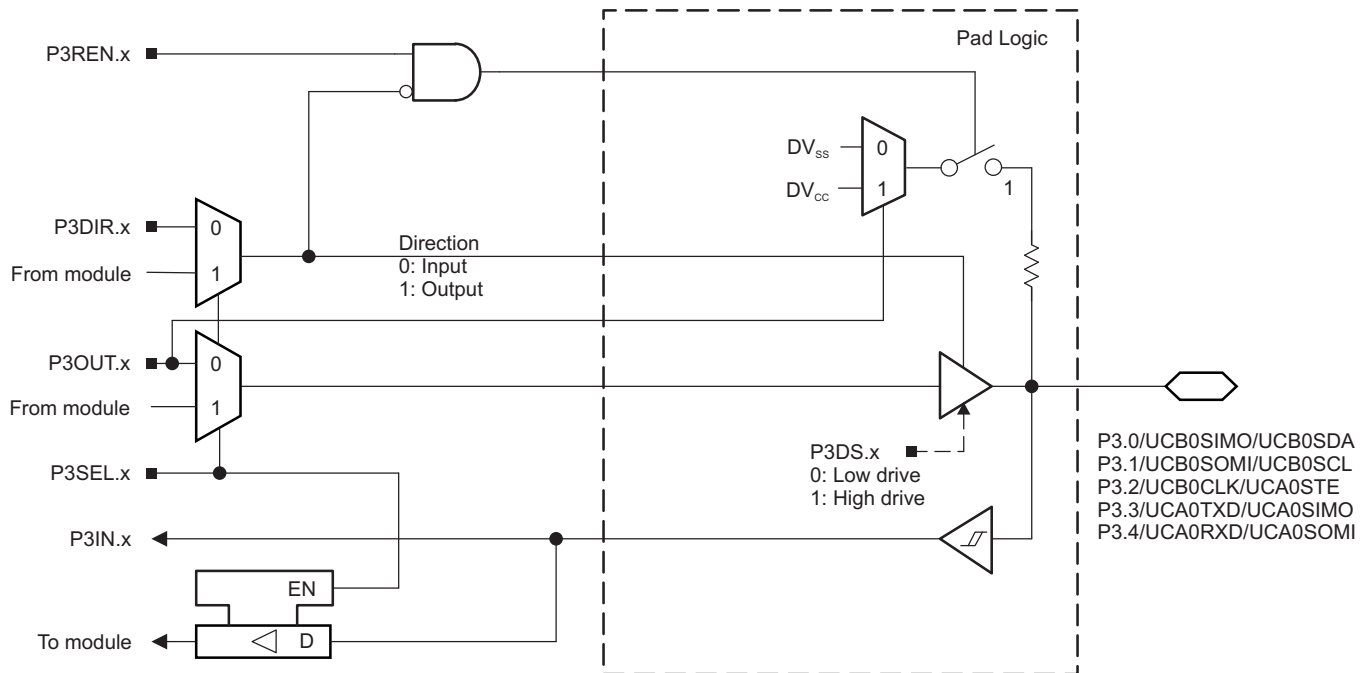 Pad Logic
P3REN.x
DVSS
0
DVCC
1
1
P3DIR.x
0
From module
1
Direction
0: Input
1: Output
P3OUT.x
0
From module
1
P3SEL.x
P3DS.x
0: Low drive
1: High drive
P3.0/UCB0SIMO/UCB0SDA
P3.1/UCB0SOMI/UCB0SCL
P3.2/UCB0CLK/UCA0STE
P3.3/UCA0TXD/UCA0SIMO
P3.4/UCA0RXD/UCA0SOMI
P3IN.x
EN
To module
D